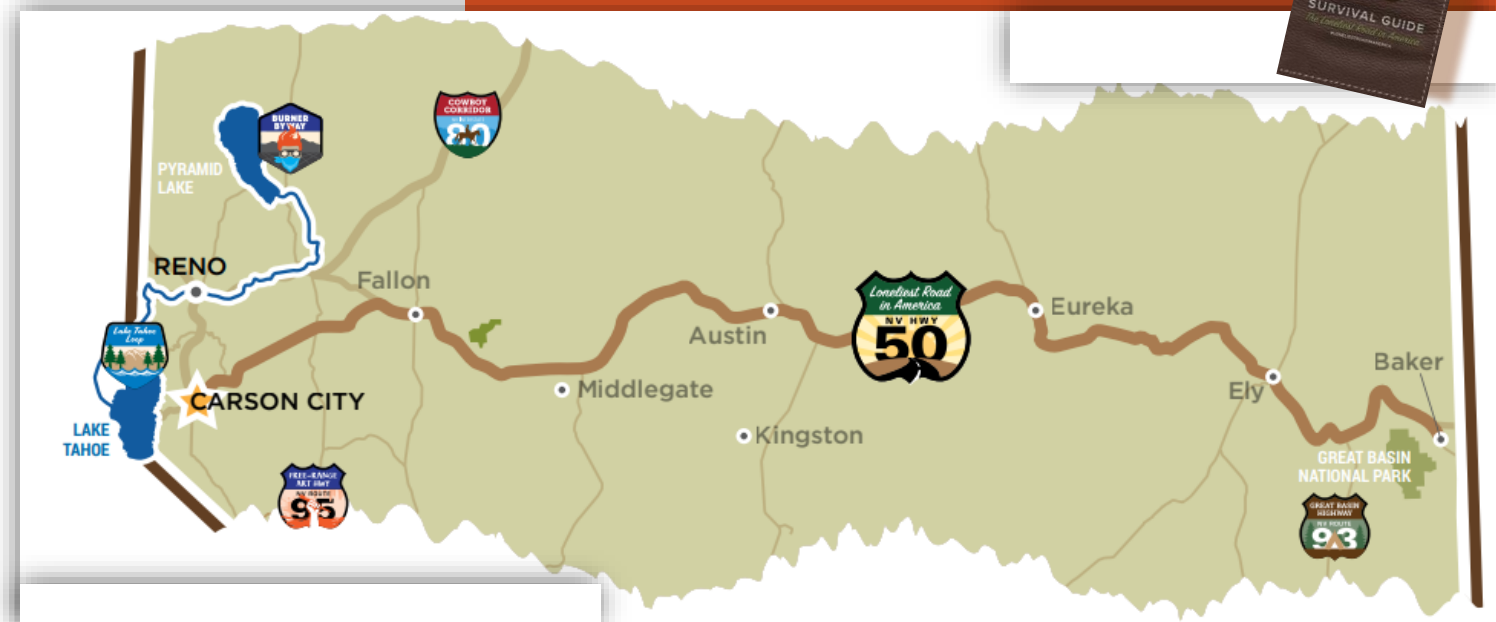 SURVIVAL GUIDE
The Loneliest Road in America
BURNER
BYWAY
COWBOY
CORRIDOR
80
PYRAMID
LAKE
RENO
Fallon
Loneliest Road
in America
NV HWY
50
Eureka
Austin
Lake Tahoe
Loop
Middlegate
Baker
Ely
CARSON CITY
Kingston
LAKE
TAHOE
GREAT BASIN
NATIONAL PARK
FREE-RANGE
ART HWY
NV ROUTE
95
GREAT BASIN
HIGHWAY
NV ROUTE
93